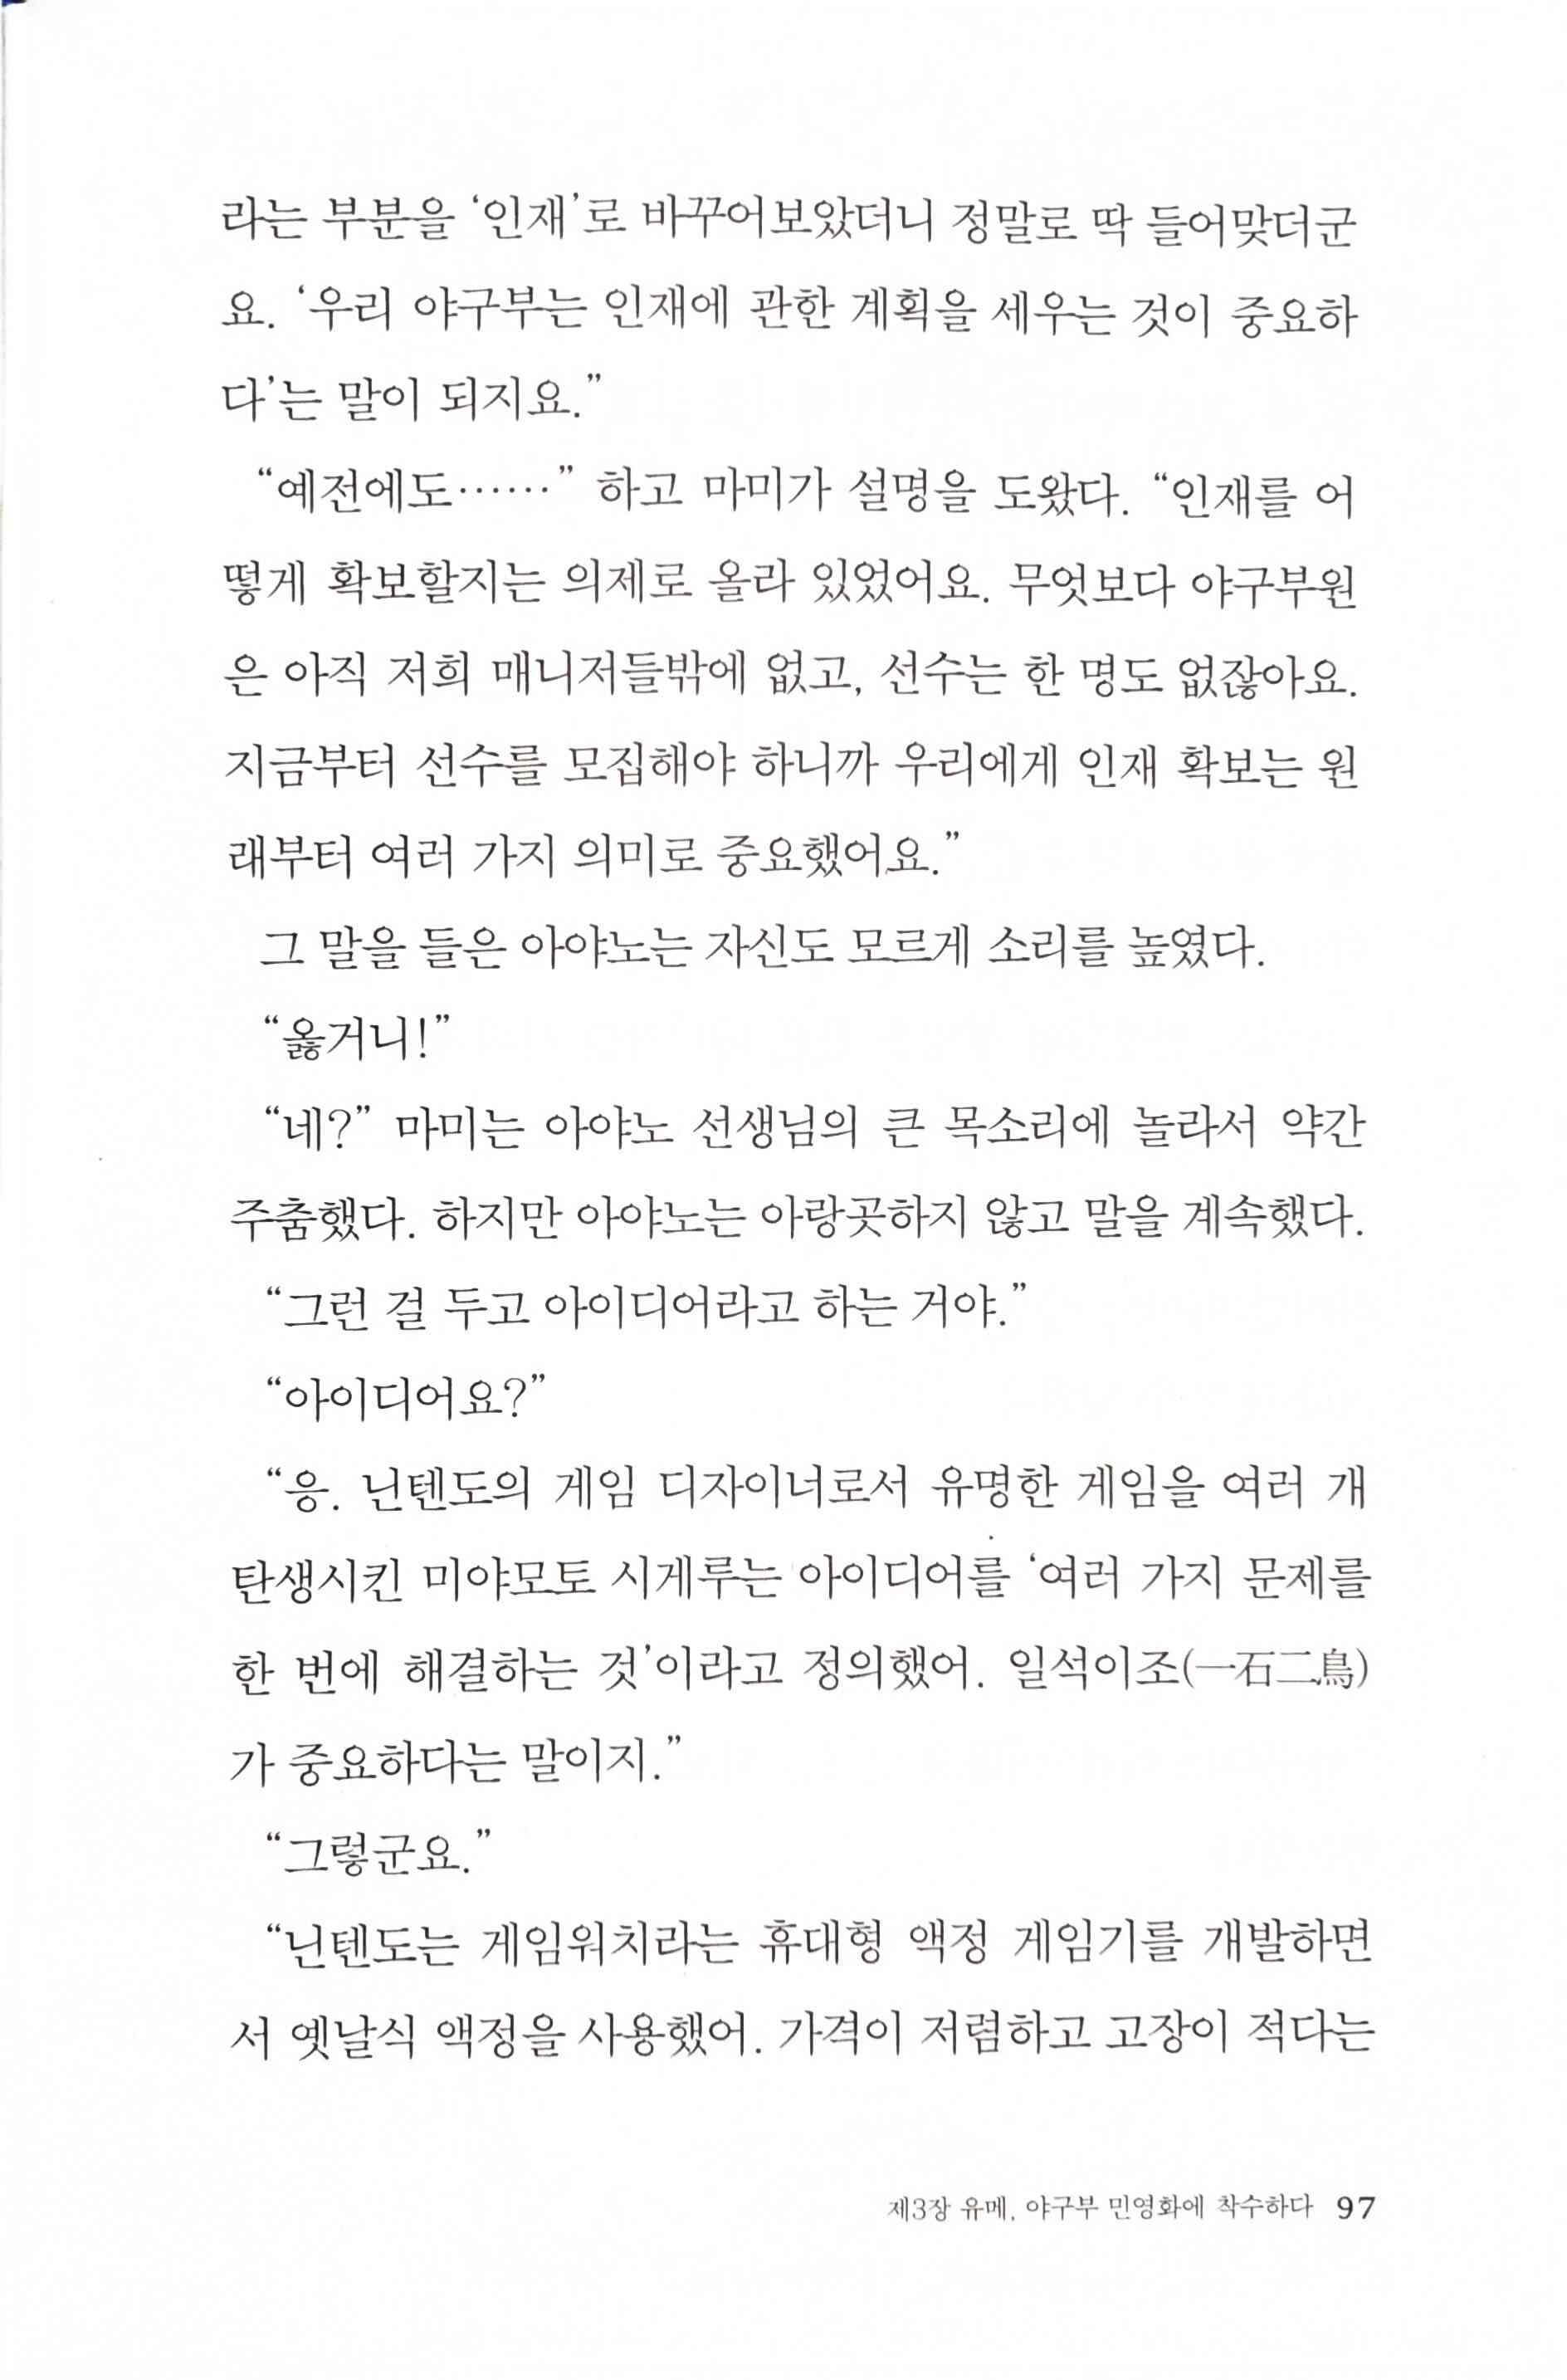 라는 부분을 ‘인재’로 바꾸어보았더니 정말로 딱 들어맞더군
요. ‘우리 야구부는 인재에 관한 계획을 세우는 것이 중요하
다’는 말이 되지요.”
“예전에도……” 하고 마미가 설명을 도왔다. “인재를 어
떻게 확보할지는 의제로 올라 있었어요. 무엇보다 야구부원
은 아직 저희 매니저들밖에 없고, 선수는 한 명도 없잖아요.
지금부터 선수를 모집해야 하니까 우리에게 인재 확보는 원
래부터 여러 가지 의미로 중요했어요.”
그 말을 들은 아야노는 자신도 모르게 소리를 높였다.
“옳거니!”
“네?” 마미는 아야노 선생님의 큰 목소리에 놀라서 약간
주춤했다. 하지만 아야노는 아랑곳하지 않고 말을 계속했다.
“그런 걸 두고 아이디어라고 하는 거야.”
“아이디어요?”
“응. 닌텐도의 게임 디자이너로서 유명한 게임을 여러 개
탄생시킨 미야모토 시게루는 아이디어를 ‘여러 가지 문제를
한 번에 해결하는 것’이라고 정의했어. 일석이조(一石二鳥)
가 중요하다는 말이지.”
“그렇군요.”
“닌텐도는 게임워치라는 휴대형 액정 게임기를 개발하면
서 옛날식 액정을 사용했어. 가격이 저렴하고 고장이 적다는
제3장 유메, 야구부 민영화에 착수하다 97